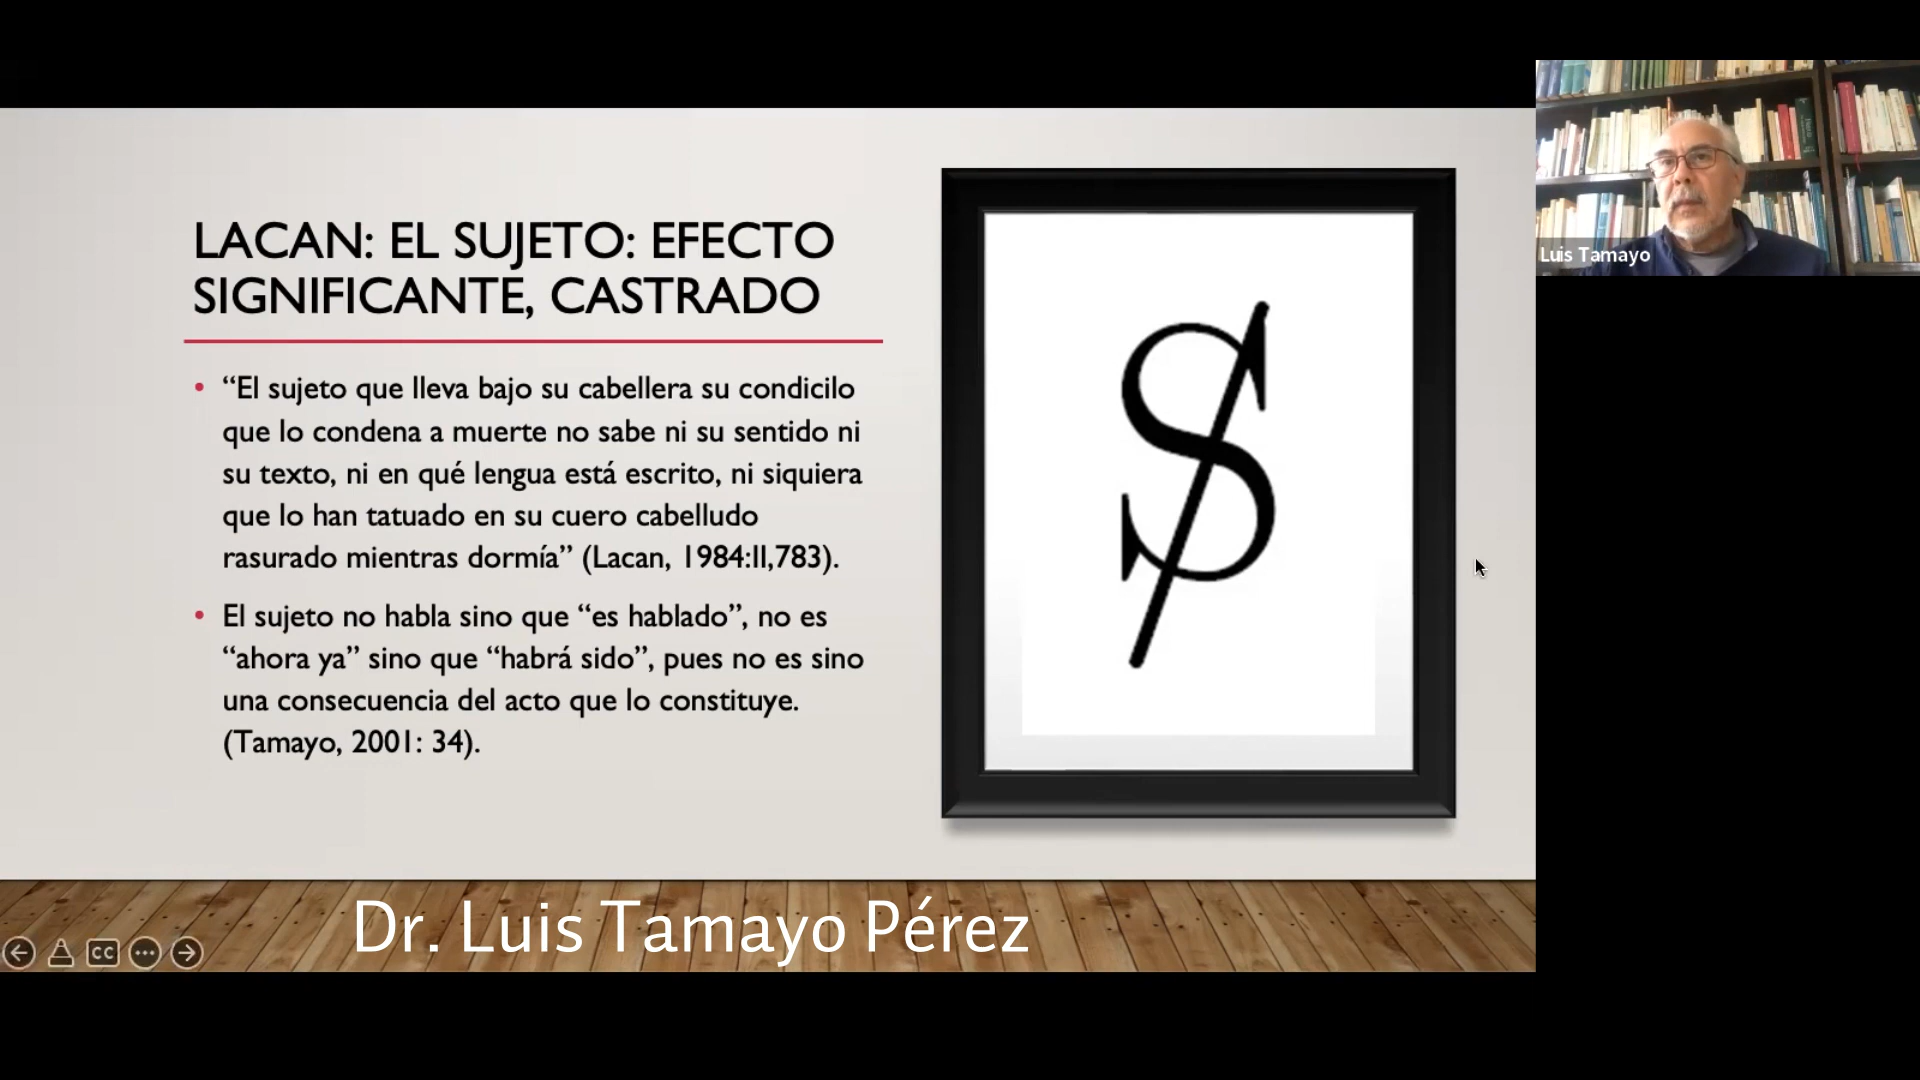 LACAN: EL SUJETO: EFECTO
SIGNIFICANTE, CASTRADO
• “El sujeto que lleva bajo su cabellera su condicilo
que lo condena a muerte no sabe ni su sentido ni
su texto, ni en qué lengua está escrito, ni siquiera
que lo han tatuado en su cuero cabelludo
rasurado mientras dormía” (Lacan, 1984:II,783).
• El sujeto no habla sino que “es hablado”, no es
“ahora ya” sino que “habrá sido”, pues no es sino
una consecuencia del acto que lo constituye.
(Tamayo, 2001: 34).
$
Luis Tamayo
Dr. Luis Tamayo Pérez
CC